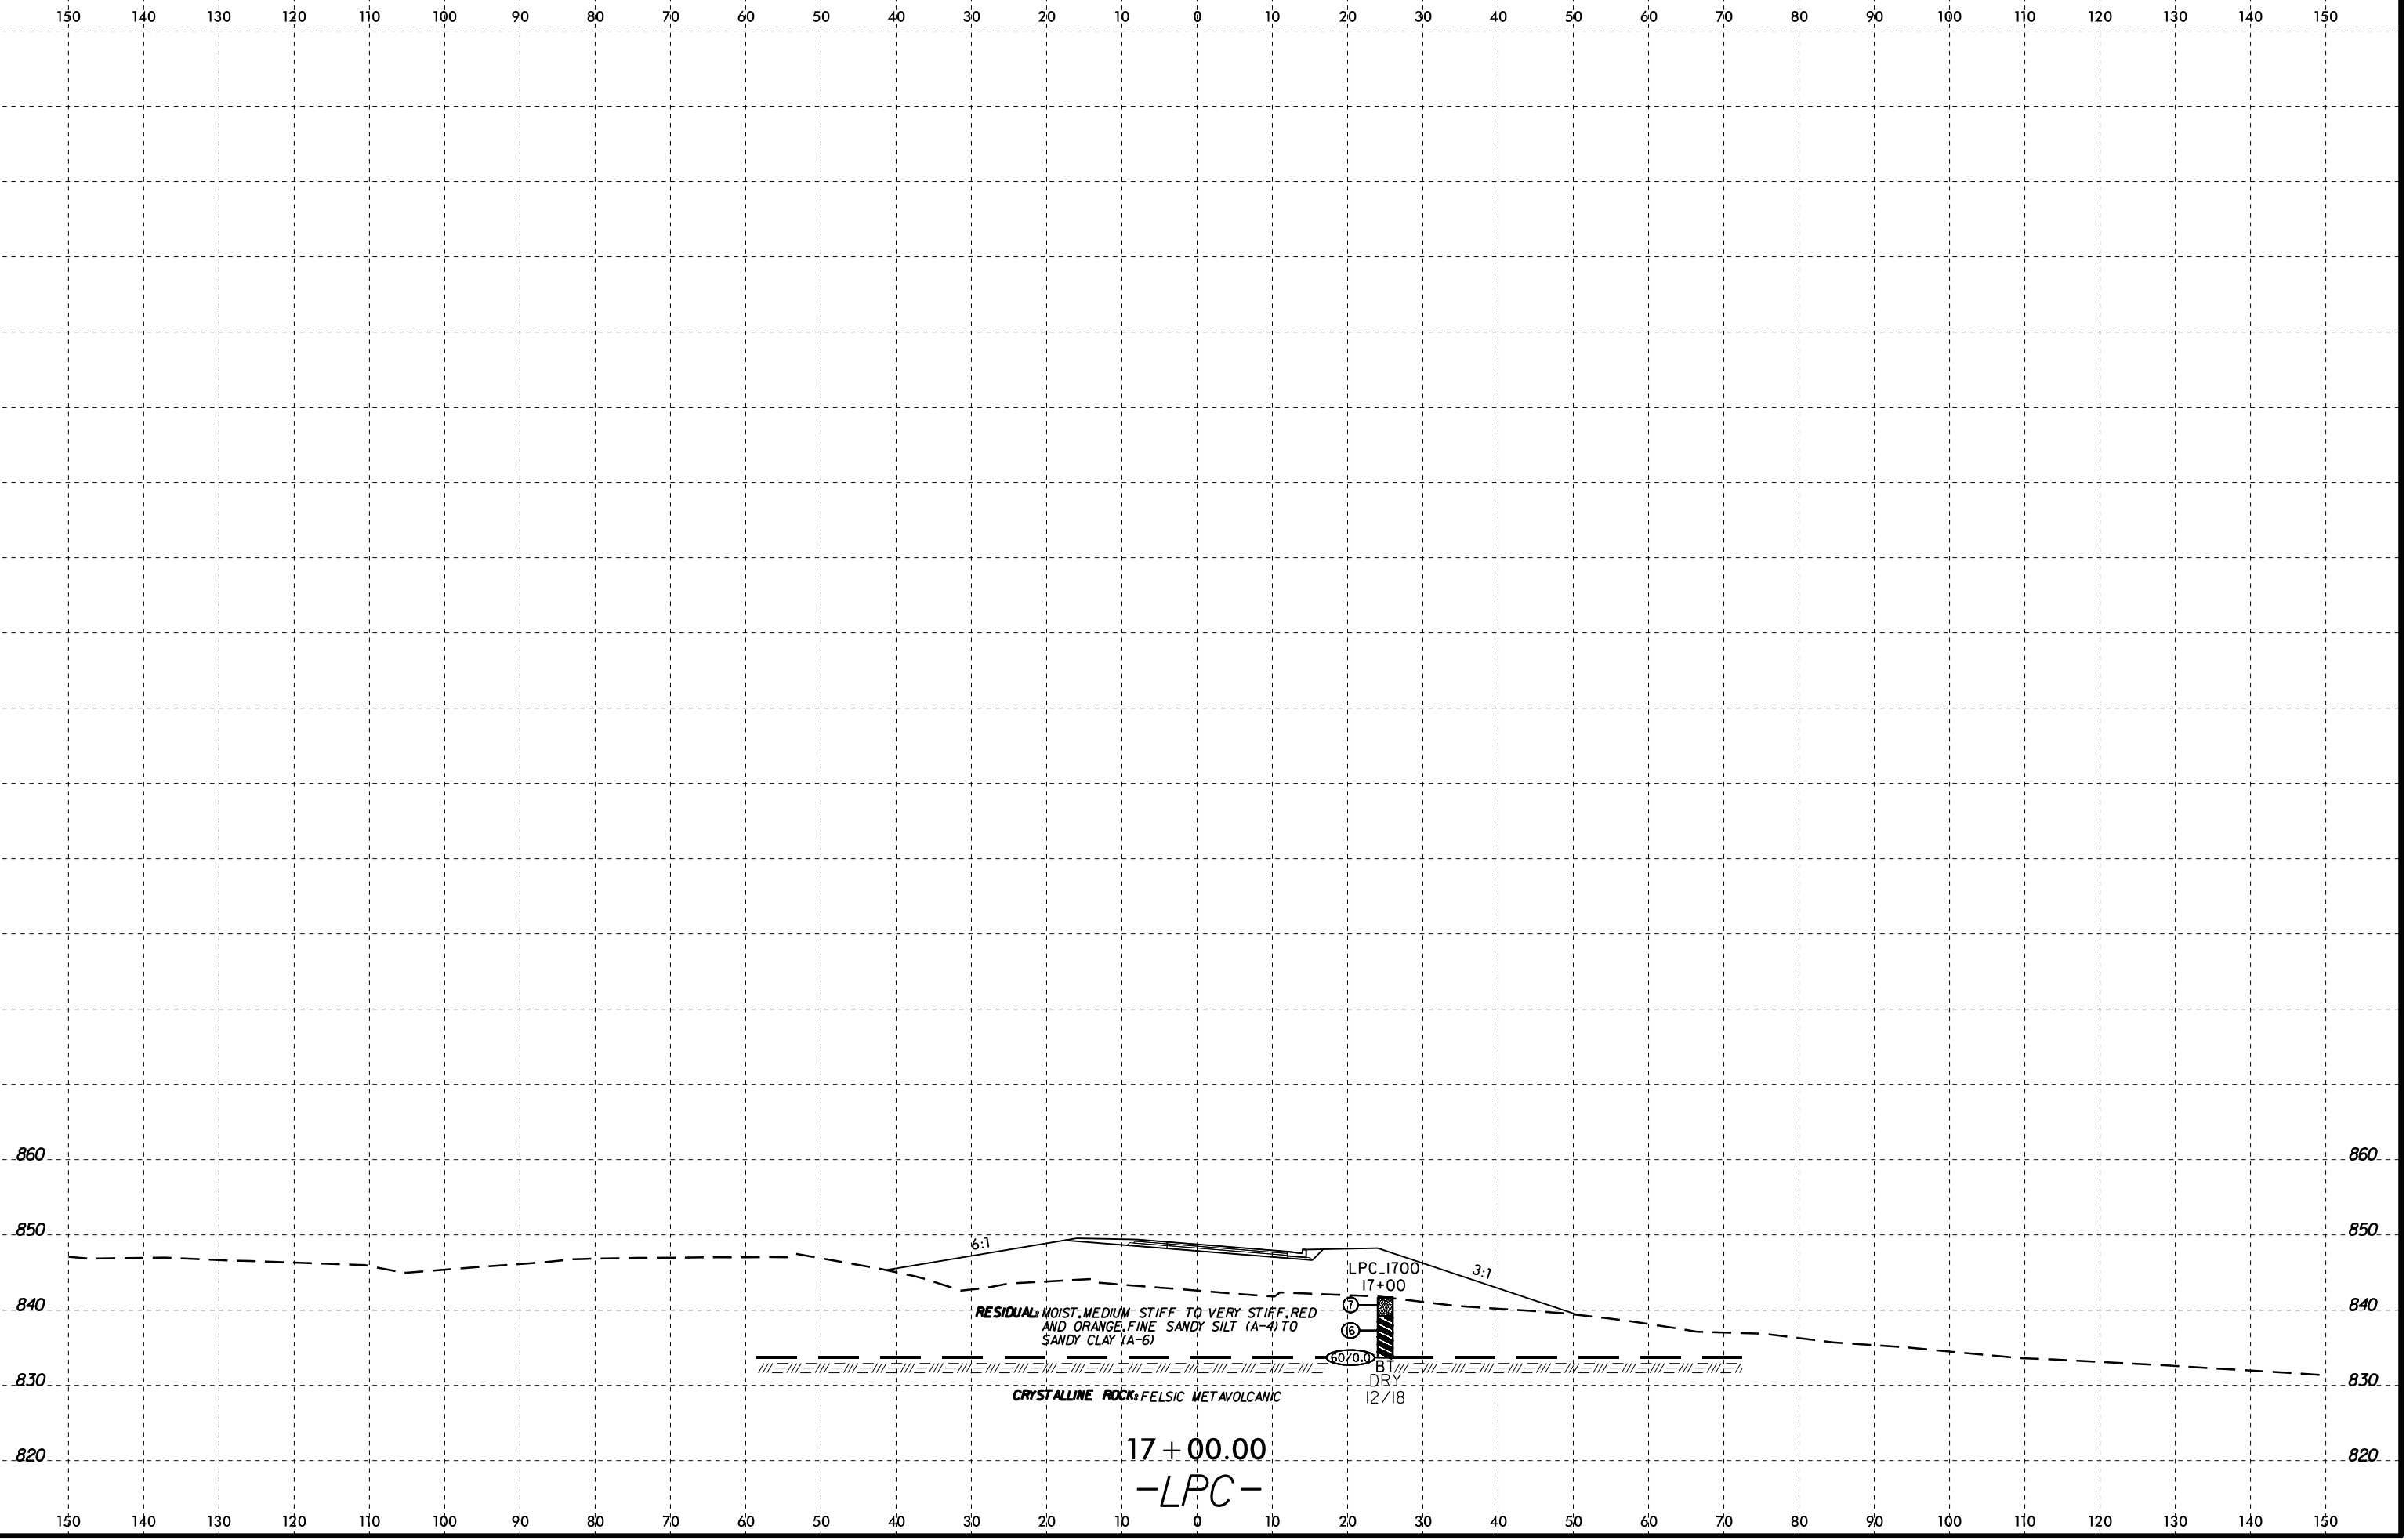 150 140 130 120 110 100 90 80 70 60 50 40 30 20 10 0 10 20 30 40 50 60 70 80 90 100 110 120 130 140 150
860 860
850 850
6:1
LPC_1700
3:1
17+00
840 840
7
RESIDUAL: MOIST, MEDIUM STIFF TO VERY STIFF, RED
AND ORANGE, FINE SANDY SILT (A-4) TO
SANDY CLAY (A-6)
16
60/0.0
BT
830 830
DRY
12/18
CRYSTALLINE ROCK: FELSIC METAVOLCANIC
17+00.00
820 820
-LPC-
150 140 130 120 110 100 90 80 70 60 50 40 30 20 10 0 10 20 30 40 50 60 70 80 90 100 110 120 130 140 150